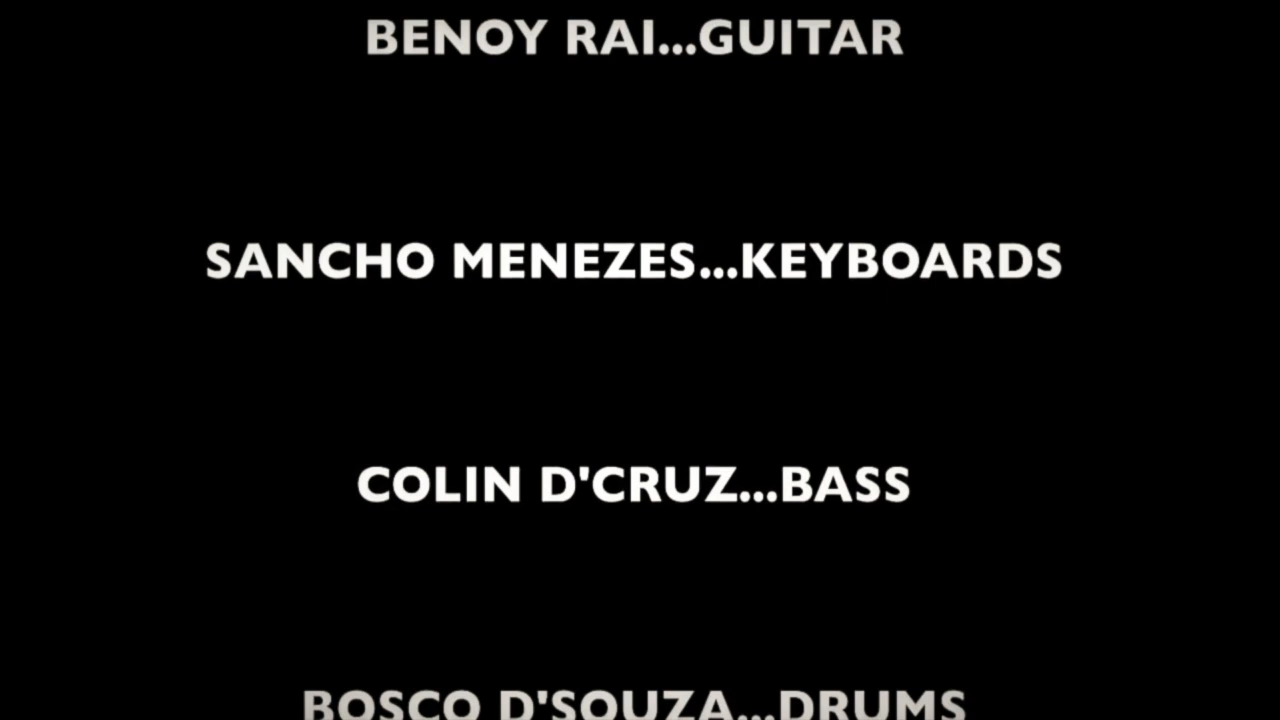 BENOY RAI...GUITAR
SANCHO MENEZES...KEYBOARDS
COLIN D'CRUZ...BASS
BOSCO D'SOUZA...DRUMS